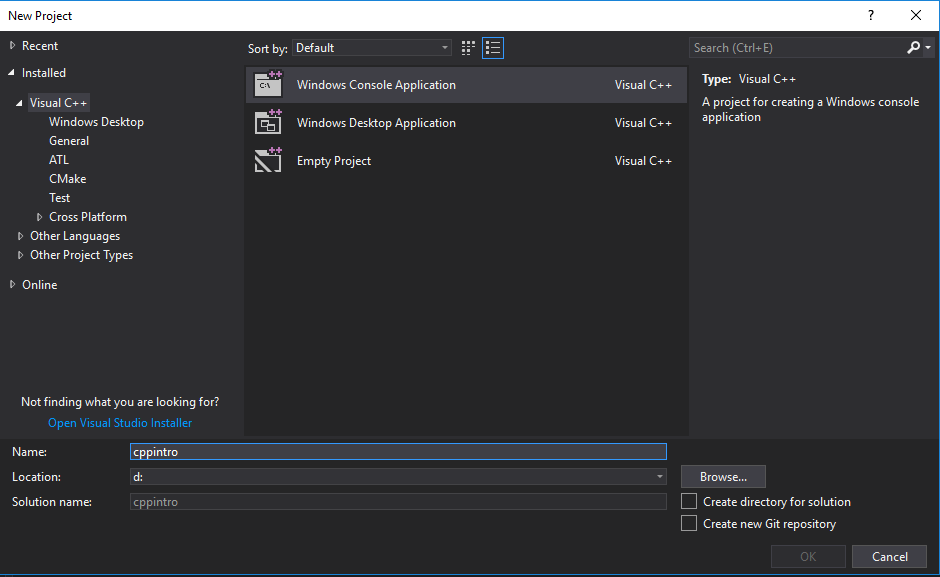 New Project
?
Recent
Installed
Visual C++
Windows Desktop
General
ATL
CMake
Test
Cross Platform
Other Languages
Other Project Types
Online
Not finding what you are looking for?
Open Visual Studio Installer
Sort by: Default
Windows Console Application Visual C++
Windows Desktop Application Visual C++
Empty Project Visual C++
Search (Ctrl+E)
Type: Visual C++
A project for creating a Windows console
application
Name: cppintro
Location: d:
Browse...
Solution name: cppintro
Create directory for solution
Create new Git repository
OK Cancel